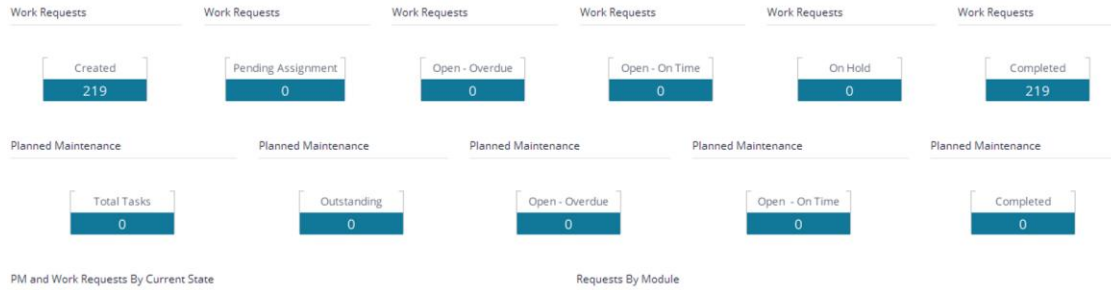 Work Requests Work Requests Work Requests Work Requests Work Requests Work Requests
Created Pending Assignment Open - Overdue Open - On Time On Hold Completed
219 0 0 0 0 219
Planned Maintenance Planned Maintenance Planned Maintenance Planned Maintenance Planned Maintenance
Total Tasks Outstanding Open - Overdue Open - On Time Completed
0 0 0 0 0
PM and Work Requests By Current State Requests By Module